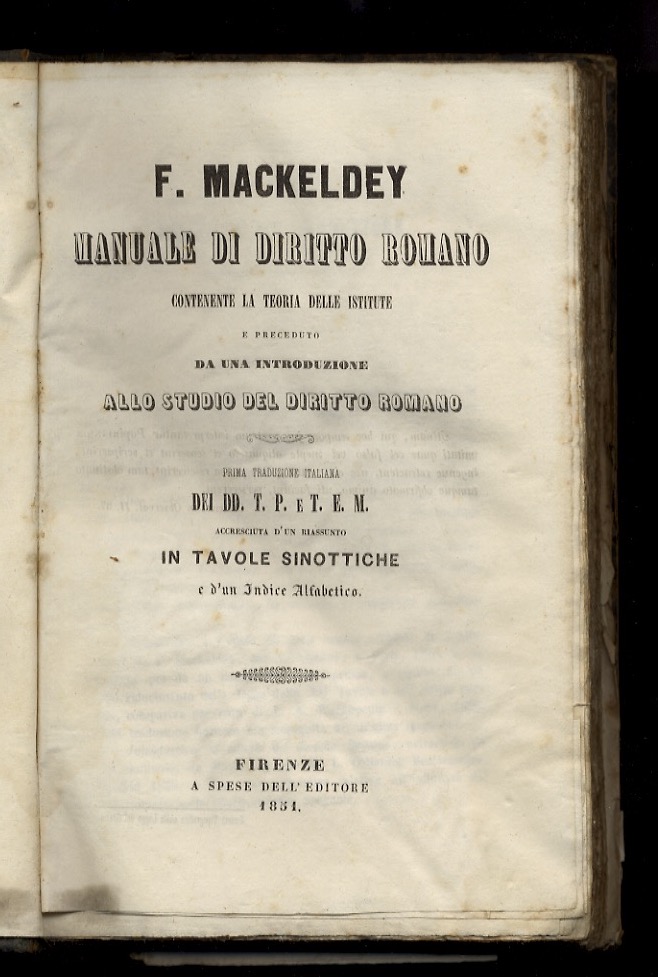 F. MACKELDEY
MANUALE DI DIRITTO ROMANO
CONTENENTE LA TEORIA DELLE ISTITUTE
E PRECEDUTO
DA UNA INTRODUZIONE
ALLO STUDIO DEL DIRITTO ROMANO
PRIMA TRADUZIONE ITALIANA
DEI DD. T. P. E T. E. M.
ACCRESCIUTA D'UN RIASSUNTO
IN TAVOLE SINOTTICHE
e d'un Indice Alfabetico.
FIRENZE
A SPESE DELL'EDITORE
1851.